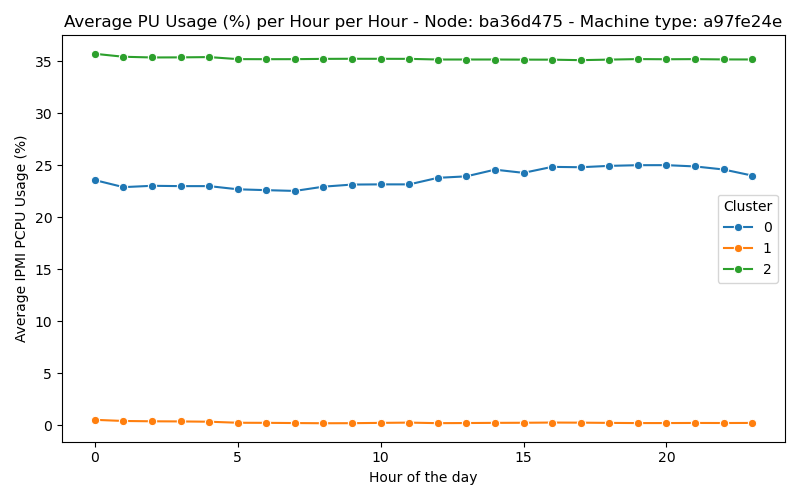 Average PU Usage (%) per Hour per Hour - Node: ba36d475 - Machine type: a97fe24e
Average IPMI PCPU Usage (%)
35
30
25
20
15
10
5
0
Cluster
0
1
2
0 5 10 15 20
Hour of the day